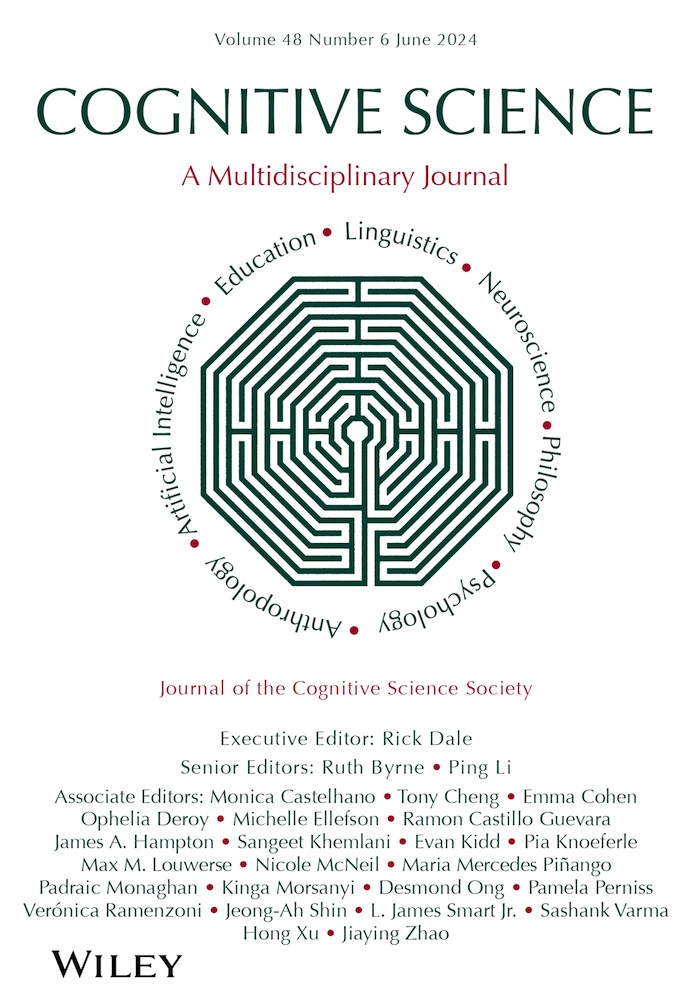 Volume 48 Number 6 June 2024
COGNITIVE SCIENCE
A Multidisciplinary Journal
Education • Linguistics • Neuroscience • Philosophy • Psychology • Anthropology • Artificial Intelligence •
Journal of the Cognitive Science Society
Executive Editor: Rick Dale
Senior Editors: Ruth Byrne • Ping Li
Associate Editors: Monica Castelhano • Tony Cheng • Emma Cohen
Ophelia Deroy • Michelle Ellefson • Ramon Castillo Guevara
James A. Hampton • Sangeet Khemlani • Evan Kidd • Pia Knoeferle
Max M. Louwerse • Nicole McNeil • Maria Mercedes Piñango
Padraic Monaghan • Kinga Morsanyi • Desmond Ong • Pamela Perniss
Verónica Ramenzoni • Jeong-Ah Shin • L. James Smart Jr. • Sashank Varma
Hong Xu • Jiaying Zhao
WILEY